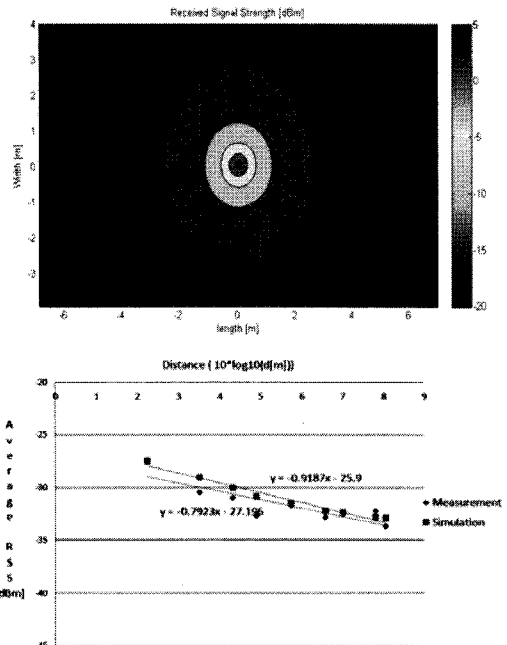 Received Signal Strength [dBm]
4
3
2
1
0
-1
-2
-3
Width [m]
-6
-4
-2
0
2
4
6
length [m]
5
0
-5
-10
-15
-20
Distance ( 10*log10(d[m]))
-20
0 1 2 3 4 5 6 7 8 9
-25
-30
-35
-40
-45
Average RSS [dBm]
y = -0.9187x - 25.9
y = -0.7923x - 27.196
Measurement
Simulation